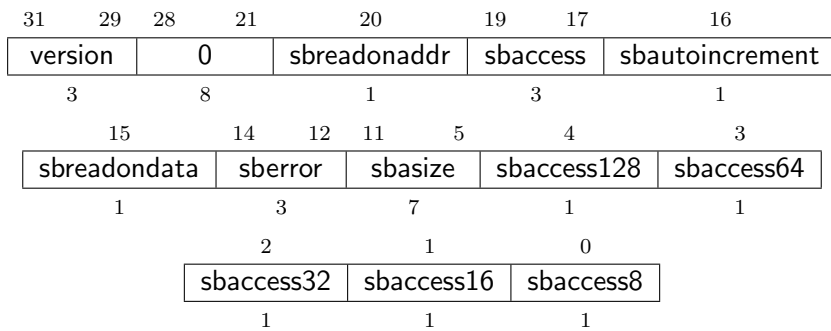 31 29 28 21 20 19 17 16
version 0 sbreadonaddr sbaccess sbautoincrement
3 8 1 3 1
15 14 12 11 5 4 3
sbreadondata sberror sbasize sbaccess128 sbaccess64
1 3 7 1 1
2 1 0
sbaccess32 sbaccess16 sbaccess8
1 1 1